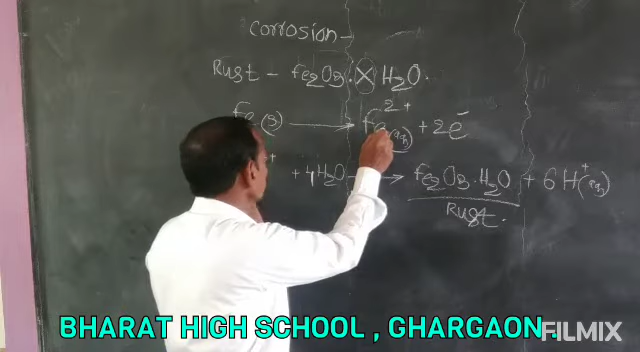 Corrosion -
Rust - Fe2O3 . X H2O.
Fe(s) → Fe2+(aq) + 2e-
+ + 4H2O → Fe2O3 . H2O + 6H+(aq)
Rust.
BHARAT HIGH SCHOOL , GHARGAON .
FILMIX